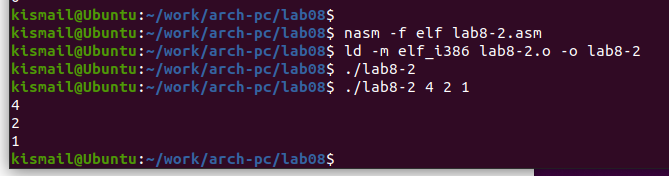 kismail@Ubuntu:~/work/arch-pc/lab08$
kismail@Ubuntu:~/work/arch-pc/lab08$ nasm -f elf lab8-2.asm
kismail@Ubuntu:~/work/arch-pc/lab08$ ld -m elf_i386 lab8-2.o -o lab8-2
kismail@Ubuntu:~/work/arch-pc/lab08$ ./lab8-2
kismail@Ubuntu:~/work/arch-pc/lab08$ ./lab8-2 4 2 1
4
2
1
kismail@Ubuntu:~/work/arch-pc/lab08$